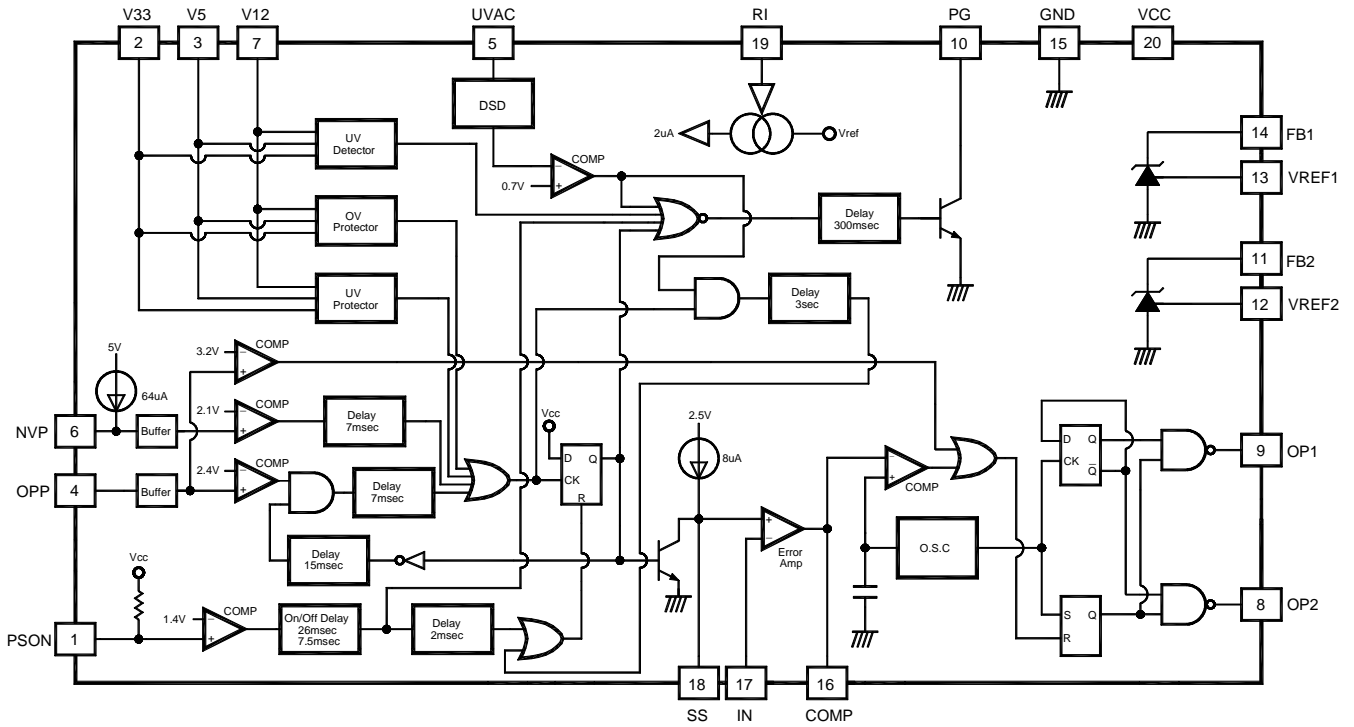 V33 V5 V12 UVAC RI PG GND VCC
2 3 7 5 19 10 15 20
DSD
2uA
Vref
UV
Detector
COMP
0.7V
14 FB1
13 VREF1
OV
Protector
Delay
300msec
11 FB2
12 VREF2
UV
Protector
Delay
3sec
5V
64uA
3.2V
COMP
NVP 6
Buffer
2.1V
COMP
Delay
7msec
Vcc
D Q
CK
R
2.5V
8uA
D Q
CK Q
9 OP1
OPP 4
Buffer
2.4V
COMP
Delay
7msec
COMP
Delay
15msec
Error
Amp
O.S.C
Vcc
PSON 1
1.4V
COMP
On/Off Delay
26msec
7.5msec
Delay
2msec
S Q
R
8 OP2
18 17 16
SS IN COMP